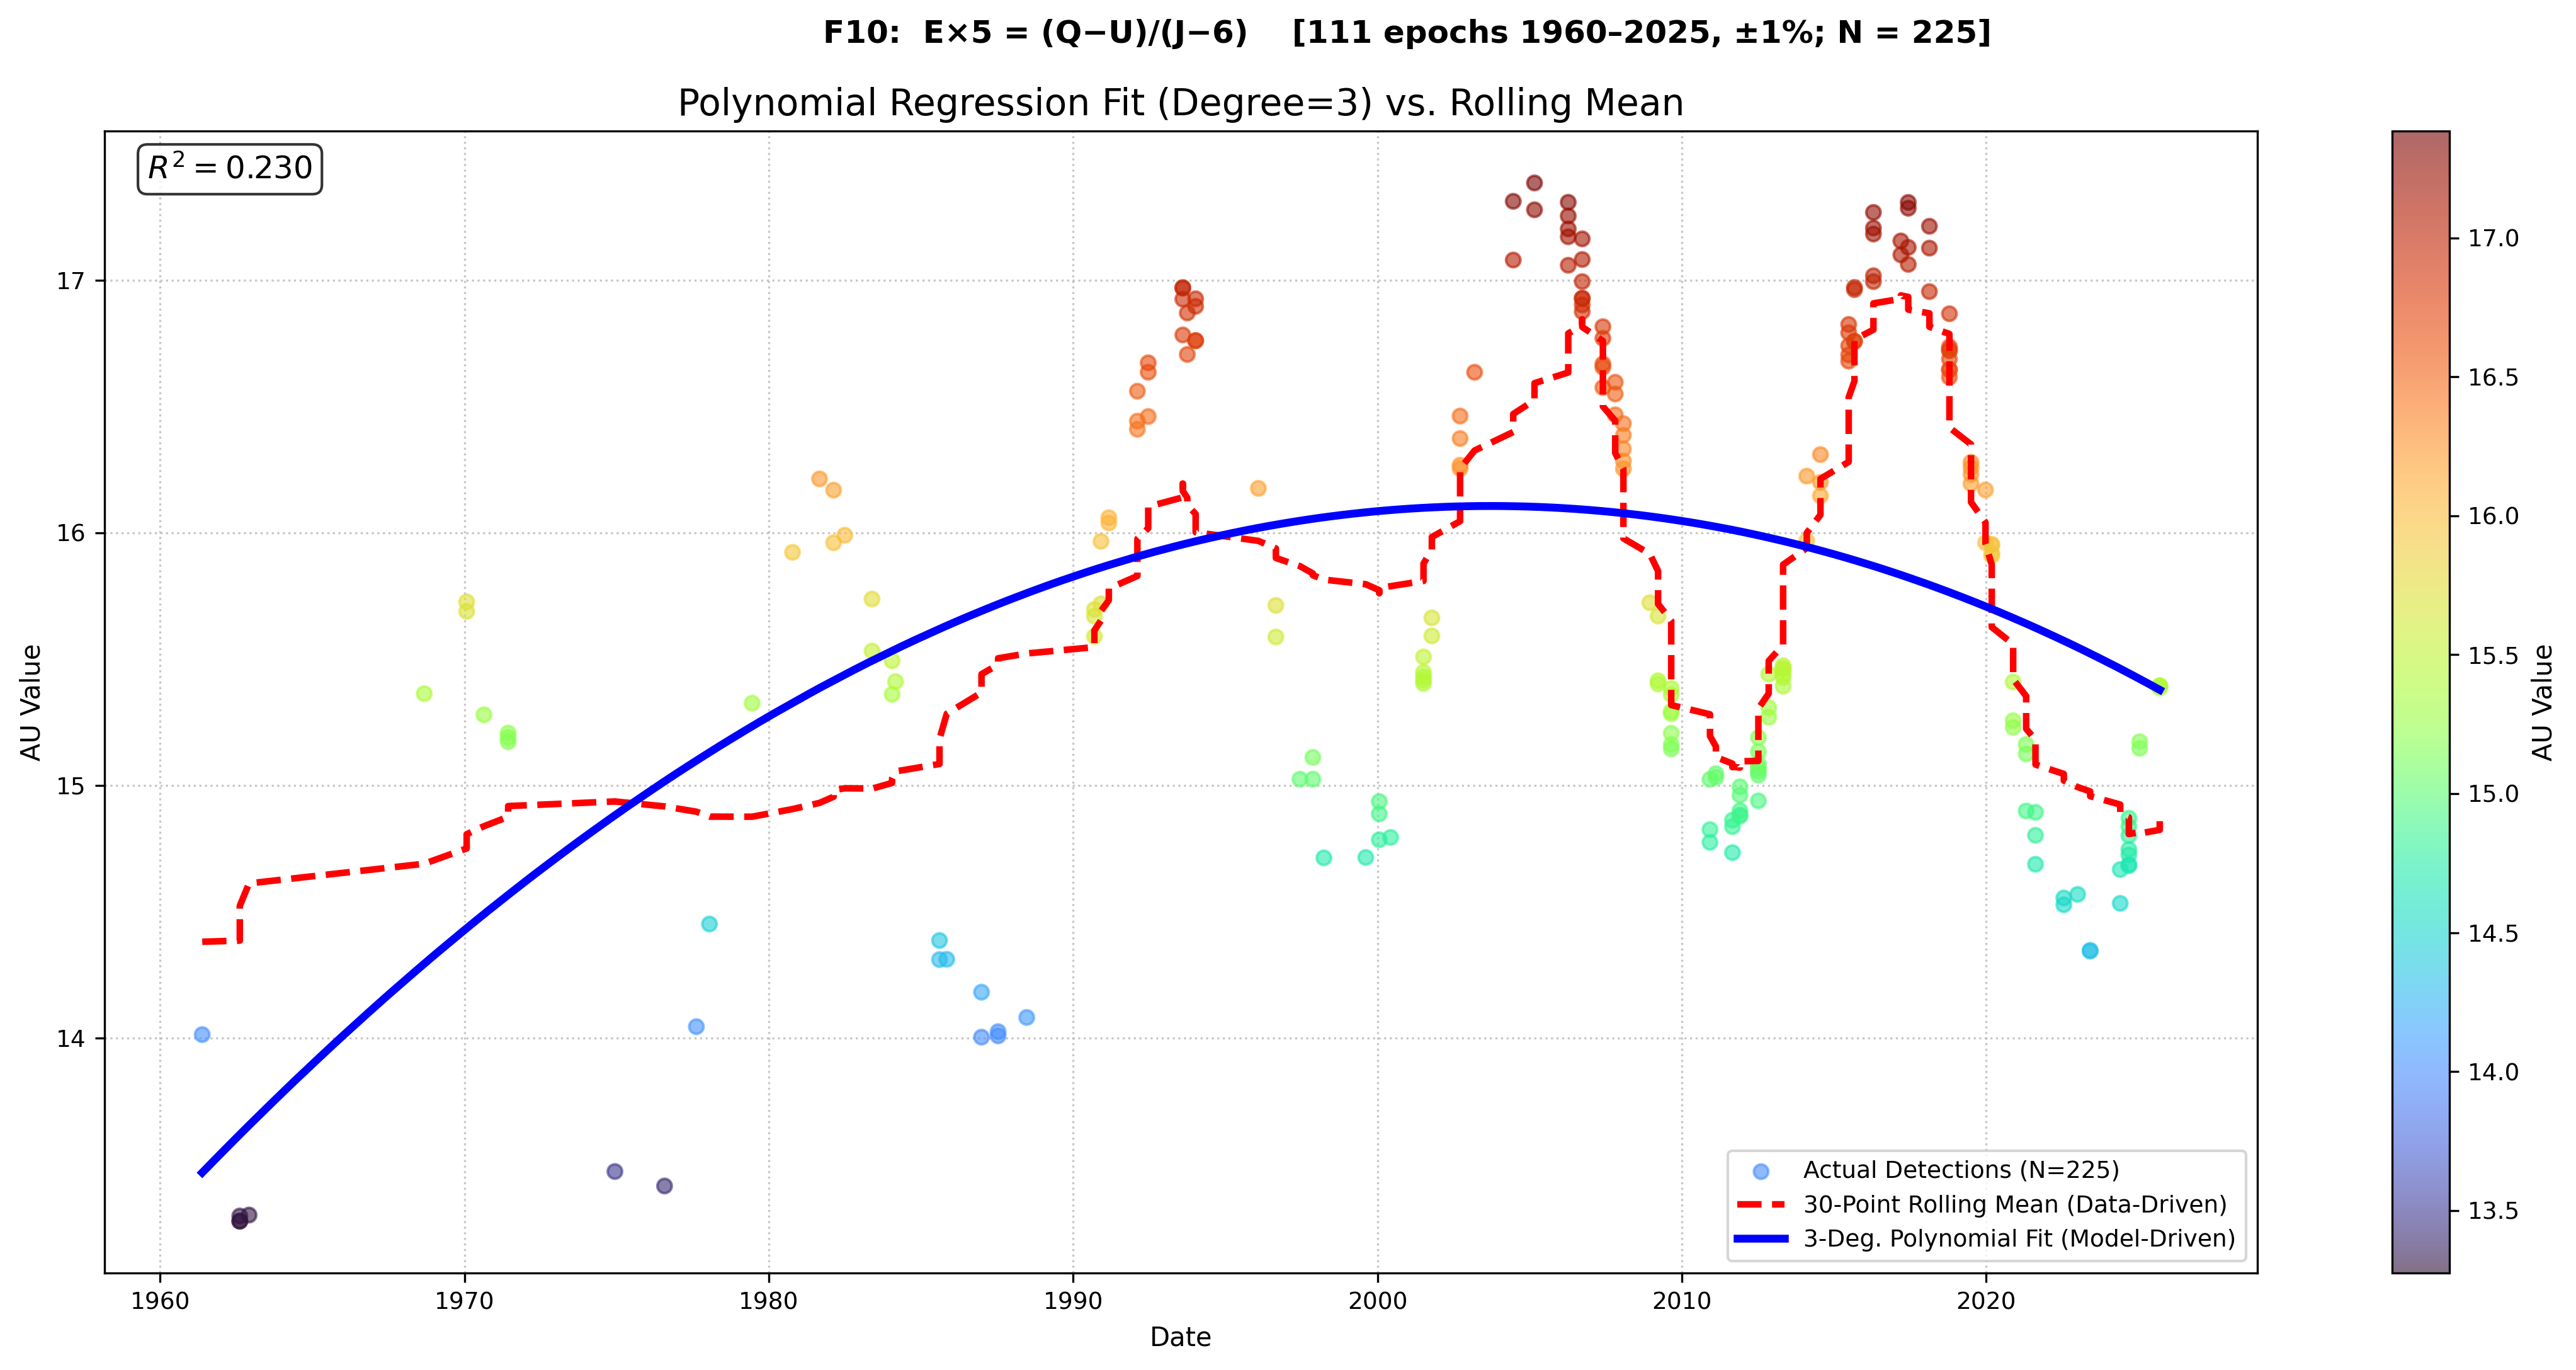 F10:  E×5 = (Q−U)/(J−6)    [111 epochs 1960–2025, ±1%; N = 225]
Polynomial Regression Fit (Degree=3) vs. Rolling Mean
R² = 0.230
AU Value
17
16
15
14
1960 1970 1980 1990 2000 2010 2020
Date
Actual Detections (N=225)
30-Point Rolling Mean (Data-Driven)
3-Deg. Polynomial Fit (Model-Driven)
17.0
16.5
16.0
15.5
15.0
14.5
14.0
13.5
AU Value